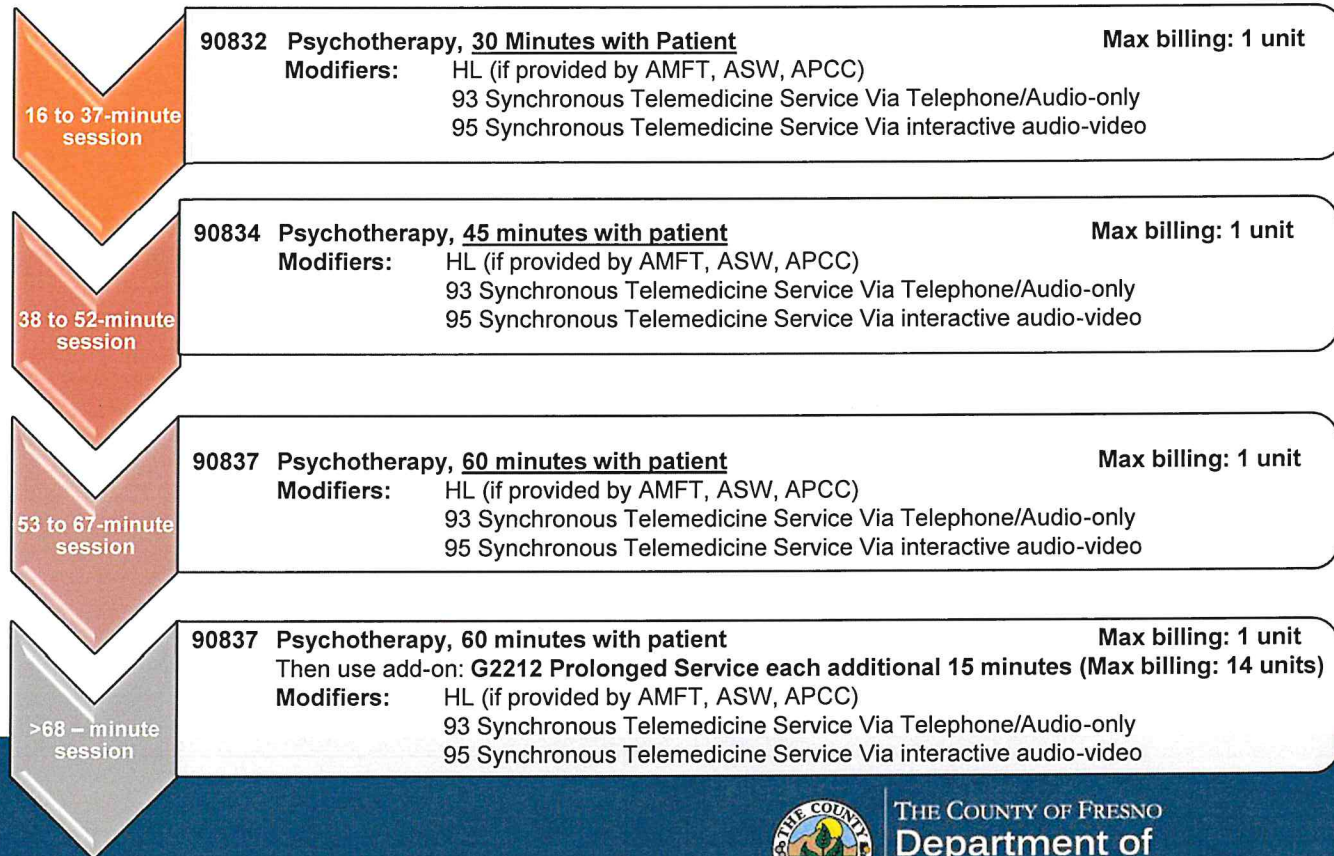 16 to 37-minute
session
90832 Psychotherapy, 30 Minutes with Patient Max billing: 1 unit
Modifiers: HL (if provided by AMFT, ASW, APCC)
93 Synchronous Telemedicine Service Via Telephone/Audio-only
95 Synchronous Telemedicine Service Via interactive audio-video
38 to 52-minute
session
90834 Psychotherapy, 45 minutes with patient Max billing: 1 unit
Modifiers: HL (if provided by AMFT, ASW, APCC)
93 Synchronous Telemedicine Service Via Telephone/Audio-only
95 Synchronous Telemedicine Service Via interactive audio-video
53 to 67-minute
session
90837 Psychotherapy, 60 minutes with patient Max billing: 1 unit
Modifiers: HL (if provided by AMFT, ASW, APCC)
93 Synchronous Telemedicine Service Via Telephone/Audio-only
95 Synchronous Telemedicine Service Via interactive audio-video
>68 – minute
session
90837 Psychotherapy, 60 minutes with patient Max billing: 1 unit
Then use add-on: G2212 Prolonged Service each additional 15 minutes (Max billing: 14 units)
Modifiers: HL (if provided by AMFT, ASW, APCC)
93 Synchronous Telemedicine Service Via Telephone/Audio-only
95 Synchronous Telemedicine Service Via interactive audio-video
THE COUNTY
THE COUNTY OF FRESNO
Department of